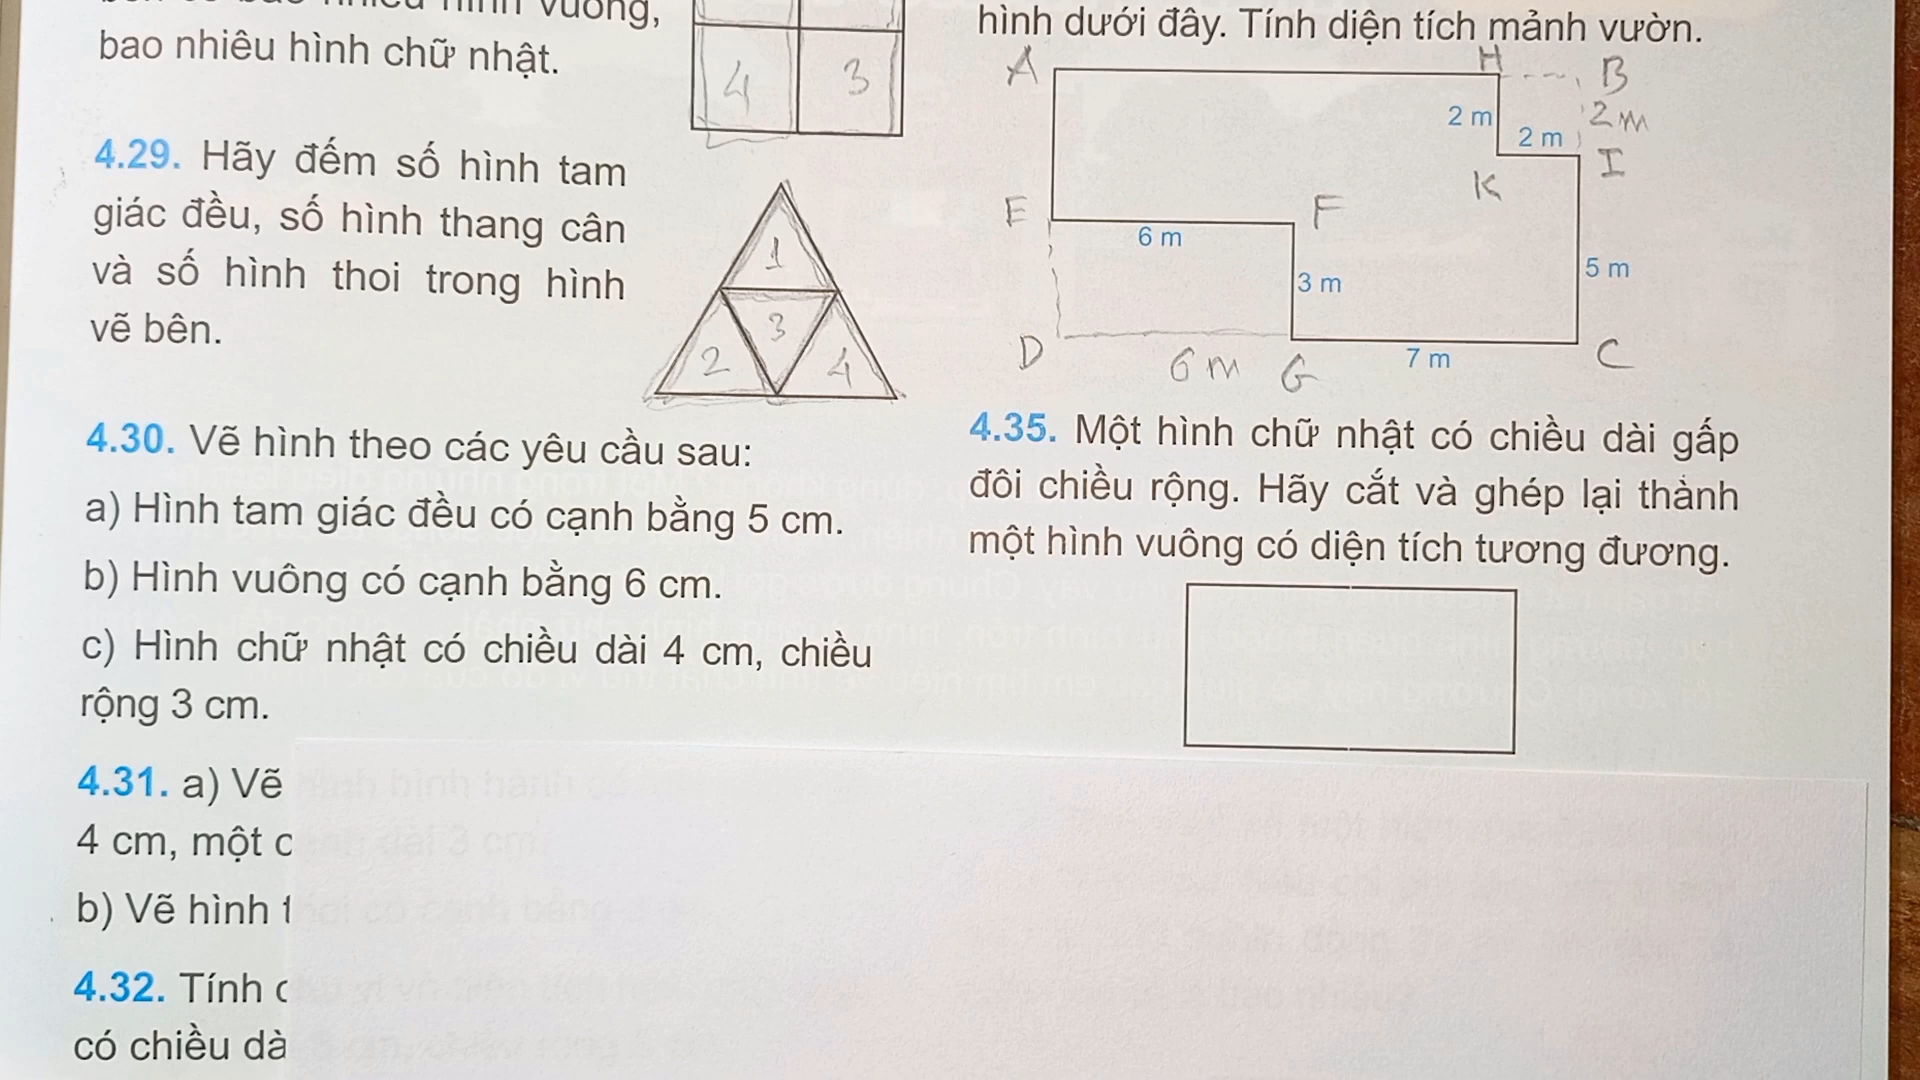 vuông,
bao nhiêu hình chữ nhật.
4 3
4.29. Hãy đếm số hình tam
giác đều, số hình thang cân
và số hình thoi trong hình
vẽ bên.
1
2 3 4
4.30. Vẽ hình theo các yêu cầu sau:
a) Hình tam giác đều có cạnh bằng 5 cm.
b) Hình vuông có cạnh bằng 6 cm.
c) Hình chữ nhật có chiều dài 4 cm, chiều
rộng 3 cm.
4.31. a) Vẽ
4 cm, một
b) Vẽ hình
4.32. Tính
có chiều
hình dưới đây. Tính diện tích mảnh vườn.
A H B
2 m 2 m 2m
K I
E F
6 m
3 m 5 m
D 6 m G 7 m C
4.35. Một hình chữ nhật có chiều dài gấp
đôi chiều rộng. Hãy cắt và ghép lại thành
một hình vuông có diện tích tương đương.